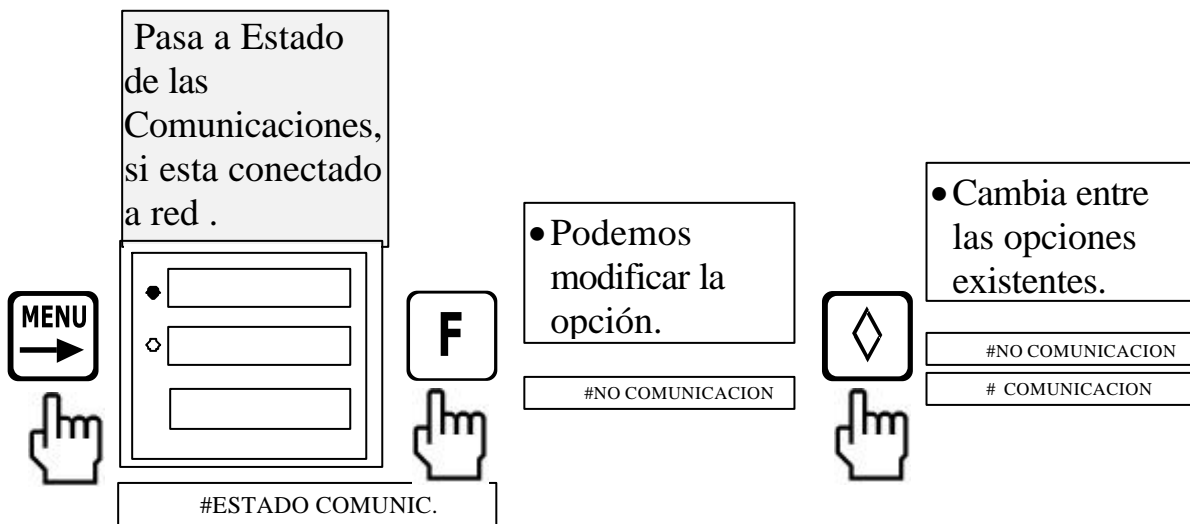 Pasa a Estado
de las
Comunicaciones,
si esta conectado
a red .
MENU
#ESTADO COMUNIC.
F
•Podemos
modificar la
opción.
#NO COMUNICACION
•Cambia entre
las opciones
existentes.
#NO COMUNICACION
# COMUNICACION